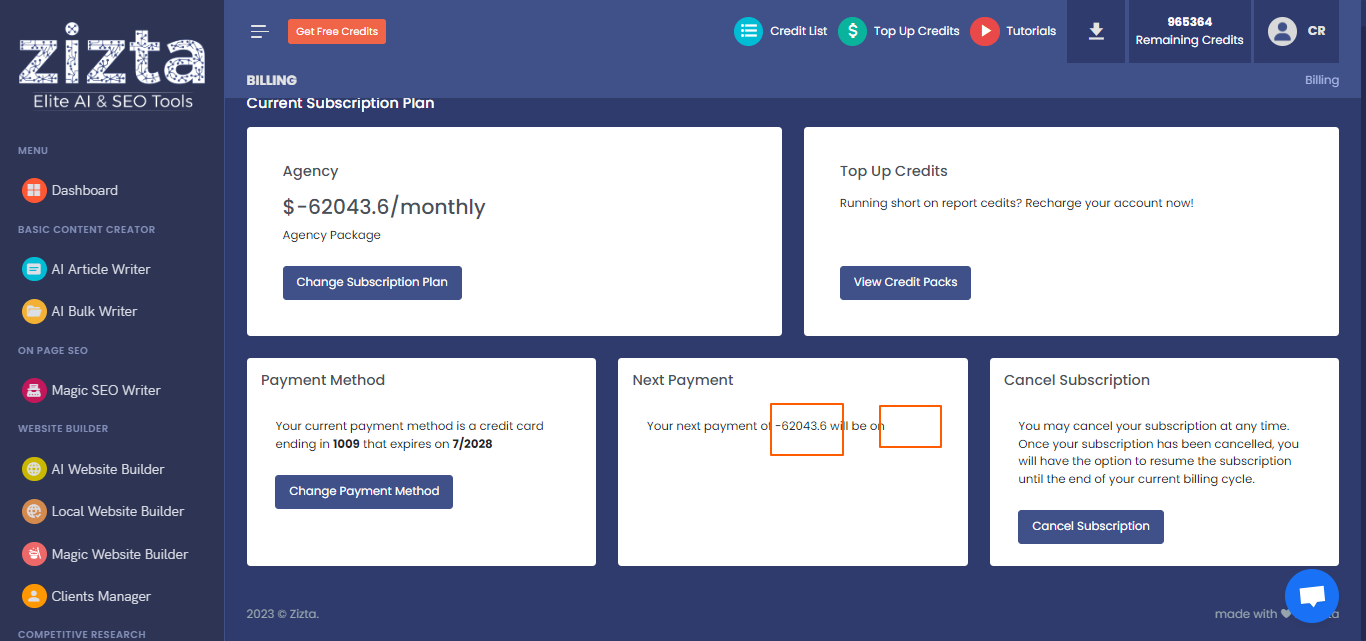 zizta
Elite AI & SEO Tools
MENU
Dashboard
BASIC CONTENT CREATOR
AI Article Writer
AI Bulk Writer
ON PAGE SEO
Magic SEO Writer
WEBSITE BUILDER
AI Website Builder
Local Website Builder
Magic Website Builder
Clients Manager
COMPETITIVE RESEARCH
Get Free Credits
Credit List
$
Top Up Credits
Tutorials
965364
Remaining Credits
CR
BILLING
Billing
Current Subscription Plan
Agency
$-62043.6/monthly
Agency Package
Change Subscription Plan
Top Up Credits
Running short on report cedits? Recharge your account now!
View Credit Packs
Payment Method
Your current payment method is a credit card
ending in 1009 that expires on 7/2028
Change Payment Method
Next Payment
Your next payment of -62043.6 will be on
Cancel Subscription
You may cancel your subscription at any time.
Once your subscription has been cancelled, you
will have the option to resume the subscription
until the end of your current billing cycle.
Cancel Subscription
2023 © Zizta.
made with